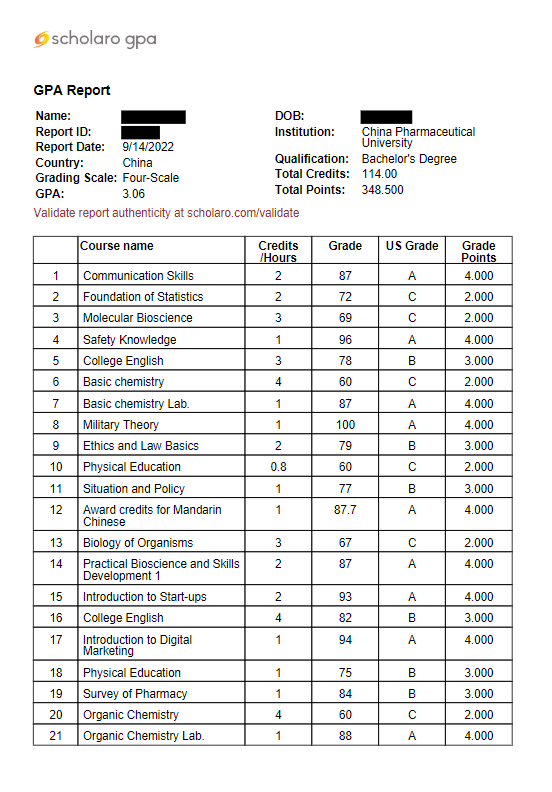 scholaro gpa
GPA Report
Name:
Report ID:
Report Date: 9/14/2022
Country: China
Grading Scale: Four-Scale
GPA: 3.06
DOB:
Institution: China Pharmaceutical
University
Qualification: Bachelor's Degree
Total Credits: 114.00
Total Points: 348.500
Validate report authenticity at scholaro.com/validate
Course name Credits /Hours Grade US Grade Grade Points
1 Communication Skills 2 87 A 4.000
2 Foundation of Statistics 2 72 C 2.000
3 Molecular Bioscience 3 69 C 2.000
4 Safety Knowledge 1 96 A 4.000
5 College English 3 78 B 3.000
6 Basic chemistry 4 60 C 2.000
7 Basic chemistry Lab. 1 87 A 4.000
8 Military Theory 1 100 A 4.000
9 Ethics and Law Basics 2 79 B 3.000
10 Physical Education 0.8 60 C 2.000
11 Situation and Policy 1 77 B 3.000
12 Award credits for Mandarin 1 87.7 A 4.000
Chinese
13 Biology of Organisms 3 67 C 2.000
14 Practical Bioscience and Skills 2 87 A 4.000
Development 1
15 Introduction to Start-ups 2 93 A 4.000
16 College English 4 82 B 3.000
17 Introduction to Digital 1 94 A 4.000
Marketing
18 Physical Education 1 75 B 3.000
19 Survey of Pharmacy 1 84 B 3.000
20 Organic Chemistry 4 60 C 2.000
21 Organic Chemistry Lab. 1 88 A 4.000